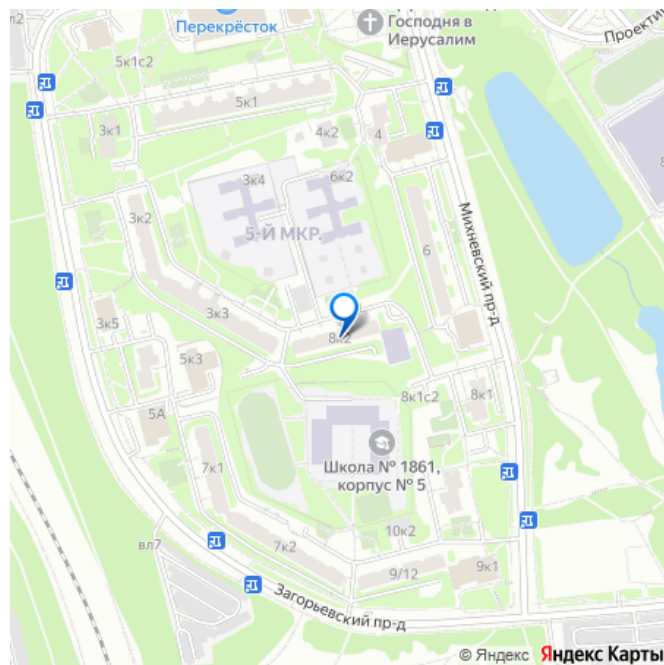 Перекрёсток
Господня в
Иерусалим
Проекти
5к1с2
5к1
3к1
4к2
4
3к4
6к2
3к2
5-Й МКР.
6
Михневский пр-д
3к3
3к5
8к2
5к3
8к1с2
8к1
5А
Школа № 1861,
корпус № 5
7к1
10к2
вл7
7к2
9/12
9к1
Загорьевский пр-д
© Яндекс Яндекс Карты